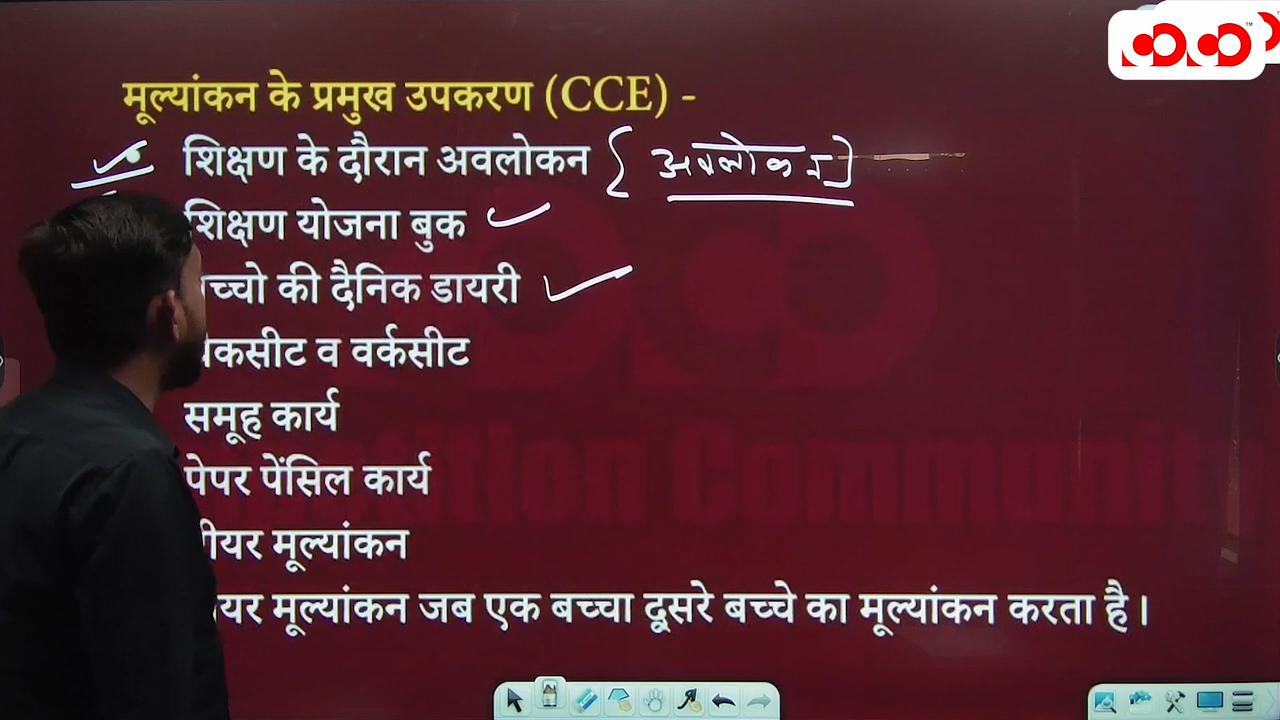 मूल्यांकन के प्रमुख उपकरण (CCE) -
शिक्षण के दौरान अवलोकन { अवलोकन ]
शिक्षण योजना बुक
की दैनिक डायरी
व वर्कसीट
समूह कार्य
पेपर पेंसिल कार्य
मूल्यांकन
मूल्यांकन जब एक बच्चा दूसरे बच्चे का मूल्यांकन करता है।
Community